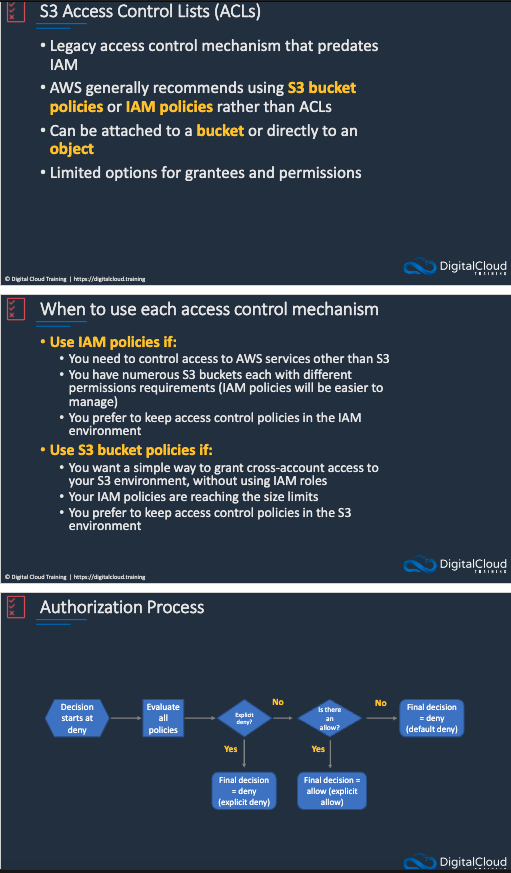 S3 Access Control Lists (ACLs)
• Legacy access control mechanism that predates
IAM
• AWS generally recommends using S3 bucket
policies or IAM policies rather than ACLs
• Can be attached to a bucket or directly to an
object
• Limited options for grantees and permissions
© Digital Cloud Training | https://digitalcloud.training
DigitalCloud
TRAINING
When to use each access control mechanism
• Use IAM policies if:
• You need to control access to AWS services other than S3
• You have numerous S3 buckets each with different
permissions requirements (IAM policies will be easier to
manage)
• You prefer to keep access control policies in the IAM
environment
• Use S3 bucket policies if:
• You want a simple way to grant cross-account access to
your S3 environment, without using IAM roles
• Your IAM policies are reaching the size limits
• You prefer to keep access control policies in the S3
environment
© Digital Cloud Training | https://digitalcloud.training
DigitalCloud
TRAINING
Authorization Process
Decision
starts at
deny
Evaluate
all
policies
Explicit
deny?
No
Is there
an
allow?
No
Final decision
= deny
(default deny)
Yes
Yes
Final decision
= deny
(explicit deny)
Final decision =
allow (explicit
allow)
DigitalCloud